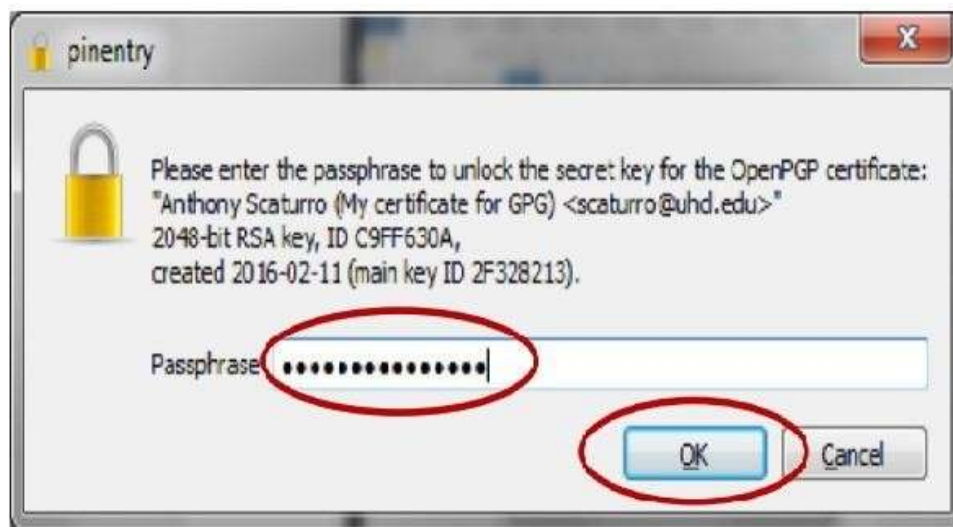 pinentry
Please enter the passphrase to unlock the secret key for the OpenPGP certificate:
"Anthony Scaturro (My certificate for GPG) <scaturro@uhd.edu>"
2048-bit RSA key, ID C9FF630A,
created 2016-02-11 (main key ID 2F328213).
Passphrase
OK
Cancel